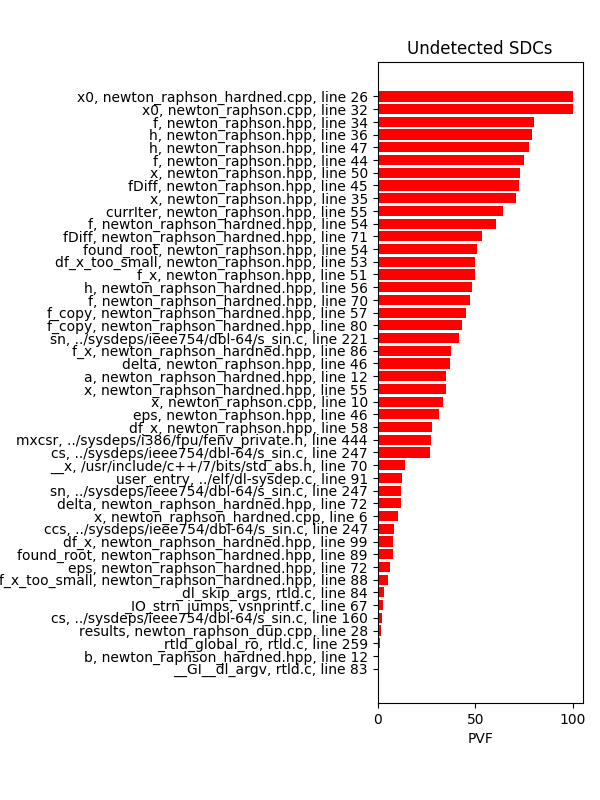 Undetected SDCs
x0, newton_raphson_hardned.cpp, line 26
x0, newton_raphson.cpp, line 32
f, newton_raphson.hpp, line 34
h, newton_raphson.hpp, line 36
h, newton_raphson.hpp, line 47
f, newton_raphson.hpp, line 44
x, newton_raphson.hpp, line 50
fDiff, newton_raphson.hpp, line 45
x, newton_raphson.hpp, line 35
currIter, newton_raphson.hpp, line 55
f, newton_raphson_hardned.hpp, line 54
fDiff, newton_raphson_hardned.hpp, line 71
found_root, newton_raphson.hpp, line 54
df_x_too_small, newton_raphson.hpp, line 53
f_x, newton_raphson.hpp, line 51
h, newton_raphson_hardned.hpp, line 56
f, newton_raphson_hardned.hpp, line 70
f_copy, newton_raphson_hardned.hpp, line 57
f_copy, newton_raphson_hardned.hpp, line 80
sn, ../sysdeps/ieee754/dbl-64/s_sin.c, line 221
f_x, newton_raphson_hardned.hpp, line 86
delta, newton_raphson.hpp, line 46
a, newton_raphson_hardned.hpp, line 12
x, newton_raphson_hardned.hpp, line 55
x, newton_raphson.cpp, line 10
eps, newton_raphson.hpp, line 46
df_x, newton_raphson.hpp, line 58
mxcsr, ../sysdeps/i386/fpu/fenv_private.h, line 444
cs, ../sysdeps/ieee754/dbl-64/s_sin.c, line 247
__x, /usr/include/c++/7/bits/std_abs.h, line 70
user_entry, ../elf/dl-sysdep.c, line 91
sn, ../sysdeps/ieee754/dbl-64/s_sin.c, line 247
delta, newton_raphson_hardned.hpp, line 72
x, newton_raphson_hardned.cpp, line 6
ccs, ../sysdeps/ieee754/dbl-64/s_sin.c, line 247
df_x, newton_raphson_hardned.hpp, line 99
found_root, newton_raphson_hardned.hpp, line 89
eps, newton_raphson_hardned.hpp, line 72
f_x_too_small, newton_raphson_hardned.hpp, line 88
_dl_skip_args, rtld.c, line 84
_IO_strn_jumps, vsnprintf.c, line 67
cs, ../sysdeps/ieee754/dbl-64/s_sin.c, line 160
results, newton_raphson_dup.cpp, line 28
_rtld_global_ro, rtld.c, line 259
b, newton_raphson_hardned.hpp, line 12
__GI__dl_argv, rtld.c, line 83
0 50 100
PVF